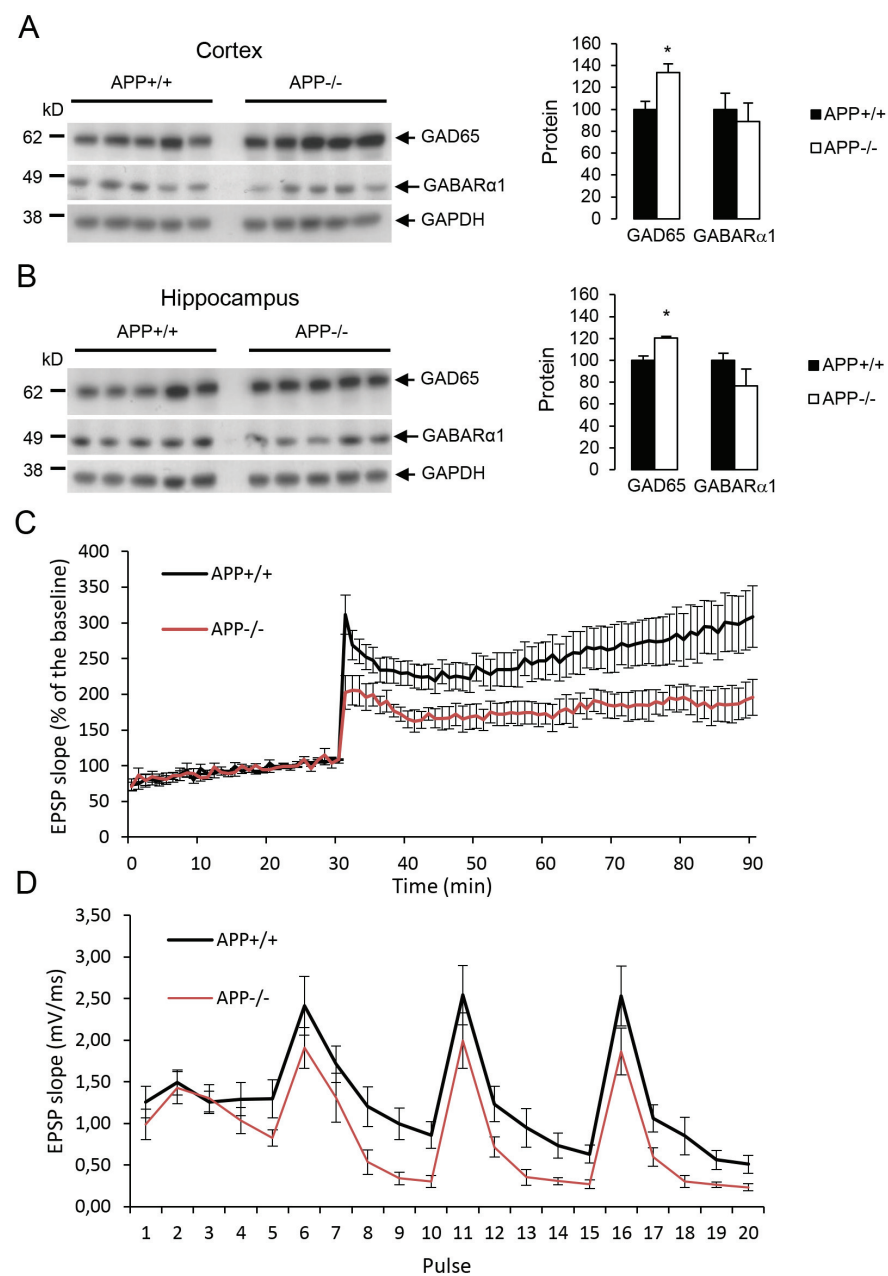 A
Cortex
APP+/+ APP-/-
kD
62 GAD65
49 GABARα1
38 GAPDH
Protein
160
140
120
100
80
60
40
20
0
*
GAD65 GABARα1
APP+/+
APP-/-
B
Hippocampus
APP+/+ APP-/-
kD
62 GAD65
49 GABARα1
38 GAPDH
Protein
160
140
120
100
80
60
40
20
0
*
GAD65 GABARα1
APP+/+
APP-/-
C
EPSP slope (% of the baseline)
400
350
300
250
200
150
100
50
0
APP+/+
APP-/-
0 10 20 30 40 50 60 70 80 90
Time (min)
D
EPSP slope (mV/ms)
3,50
3,00
2,50
2,00
1,50
1,00
0,50
0,00
APP+/+
APP-/-
1 2 3 4 5 6 7 8 9 10 11 12 13 14 15 16 17 18 19 20
Pulse